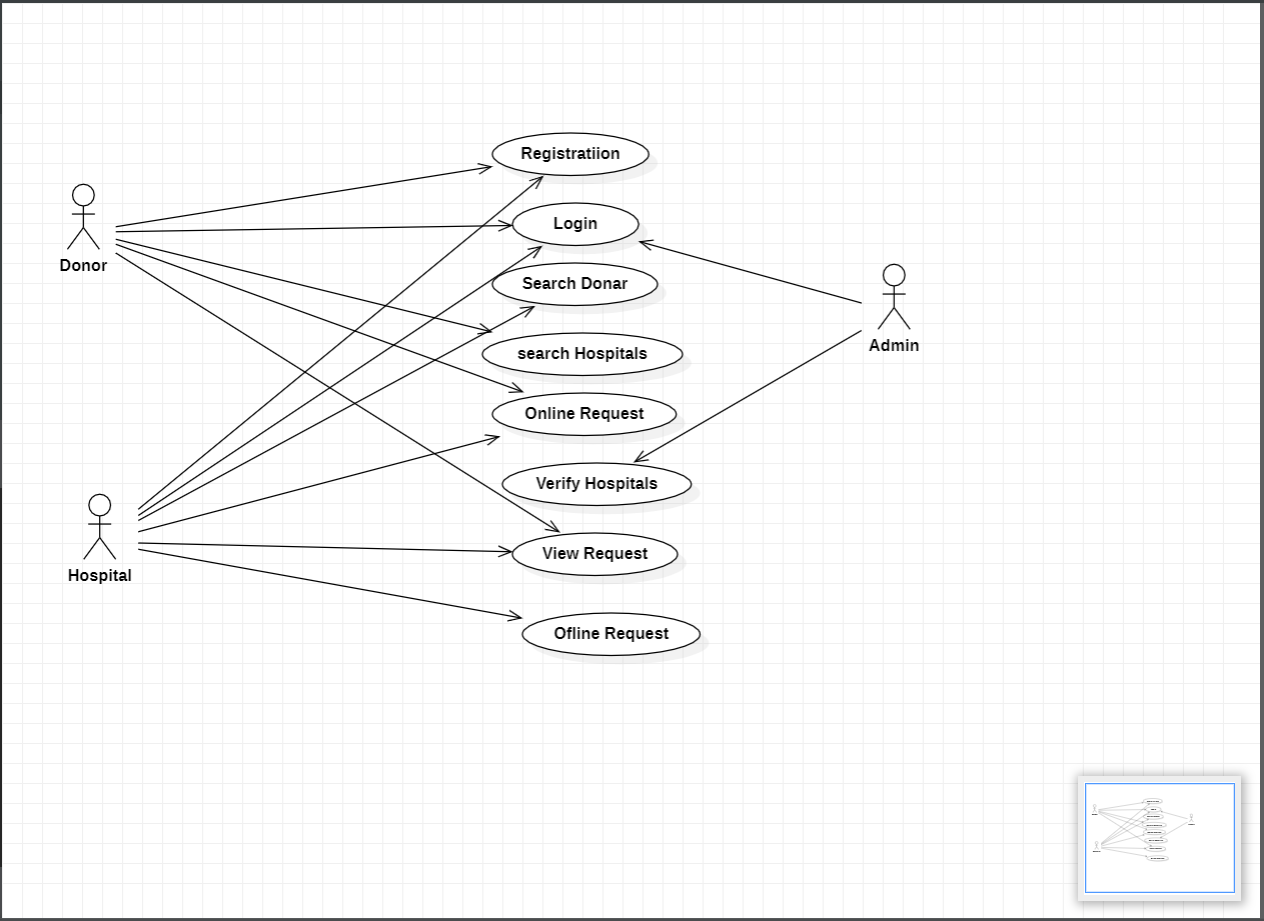 Registratiion
Login
Donor
Search Donar
Admin
search Hospitals
Online Request
Verify Hospitals
View Request
Hospital
Ofline Request